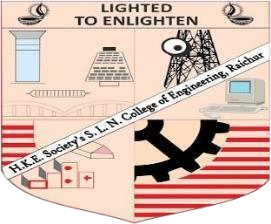 LIGHTED
TO ENLIGHTEN
H.K.E. Society's S. L. N. College of Engineering, Raichur